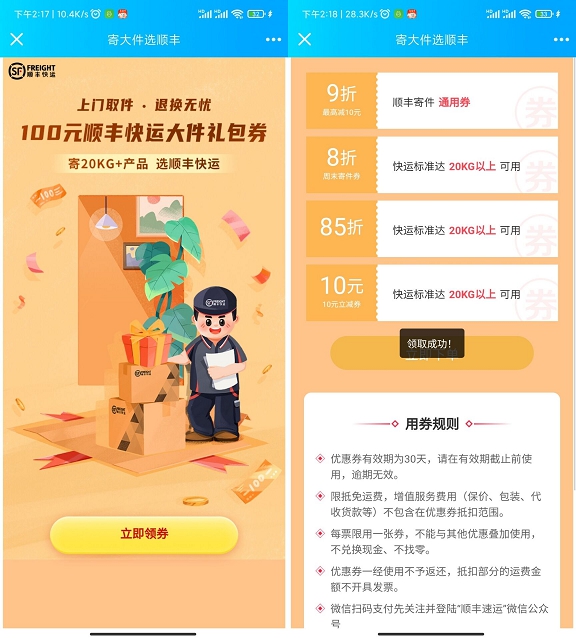 下午2:17 | 10.4K/s
32
寄大件选顺丰
SF
FREIGHT
顺丰快运
上门取件 · 退换无忧
100元顺丰快运大件礼包券
寄20KG+产品 选顺丰快运
立即领券
下午2:18 | 28.3K/s
33
寄大件选顺丰
9折
最高减10元
顺丰寄件 通用券
券
8折
周末寄件券
快运标准达 20KG以上 可用
券
85折
快运标准达 20KG以上 可用
券
10元
10元立减券
快运标准达 20KG以上 可用
券
立即下单
领取成功！
用券规则
优惠券有效期为30天，请在有效期截止前使
用，逾期无效。
限抵免运费，增值服务费用（保价、包装、代
收货款等）不包含在优惠券抵扣范围。
每票限用一张券，不能与其他优惠叠加使用，
不兑换现金、不找零。
优惠券一经使用不予返还，抵扣部分的运费金
额不开具发票。
微信扫码支付先关注并登陆“顺丰速运”微信公众
号